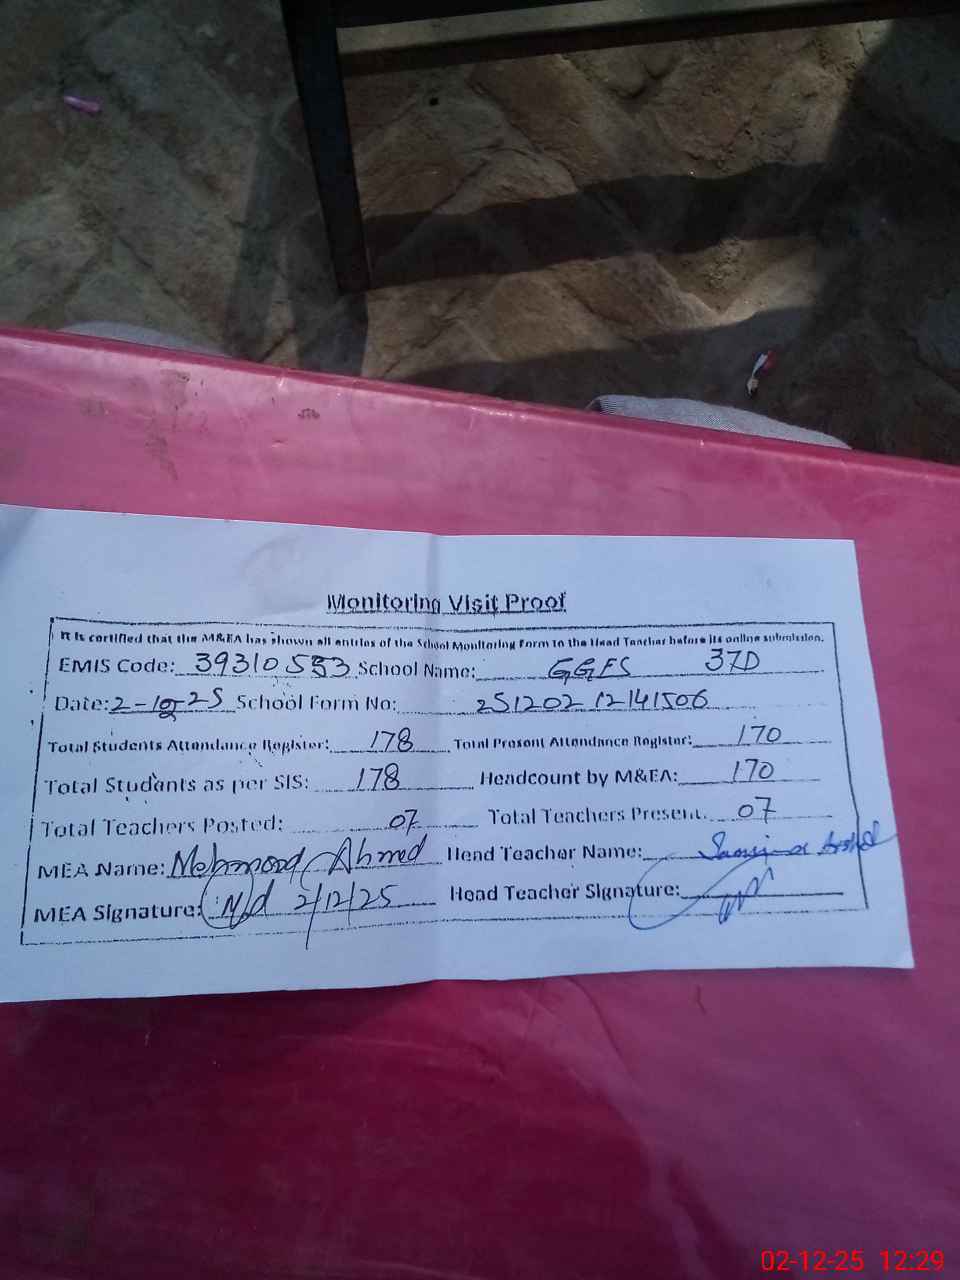 Monitoring Visit Proof
It is certified that the M&EA has shown all entries of the School Monitoring Form to the Head Teacher before its online submission.
EMIS Code: 39310533 School Name: GGES 37D
Date: 2-12-25 School Form No: 25120212141506
Total Students Attendance Register: 178 Total Present Attendance Register: 170
Total Students as per SIS: 178 Headcount by M&EA: 170
Total Teachers Posted: 07 Total Teachers Present. 07
MEA Name: Mehmood Ahmed Head Teacher Name: Arshad
MEA Signature: 2/12/25 Head Teacher Signature:
02-12-25 12:29